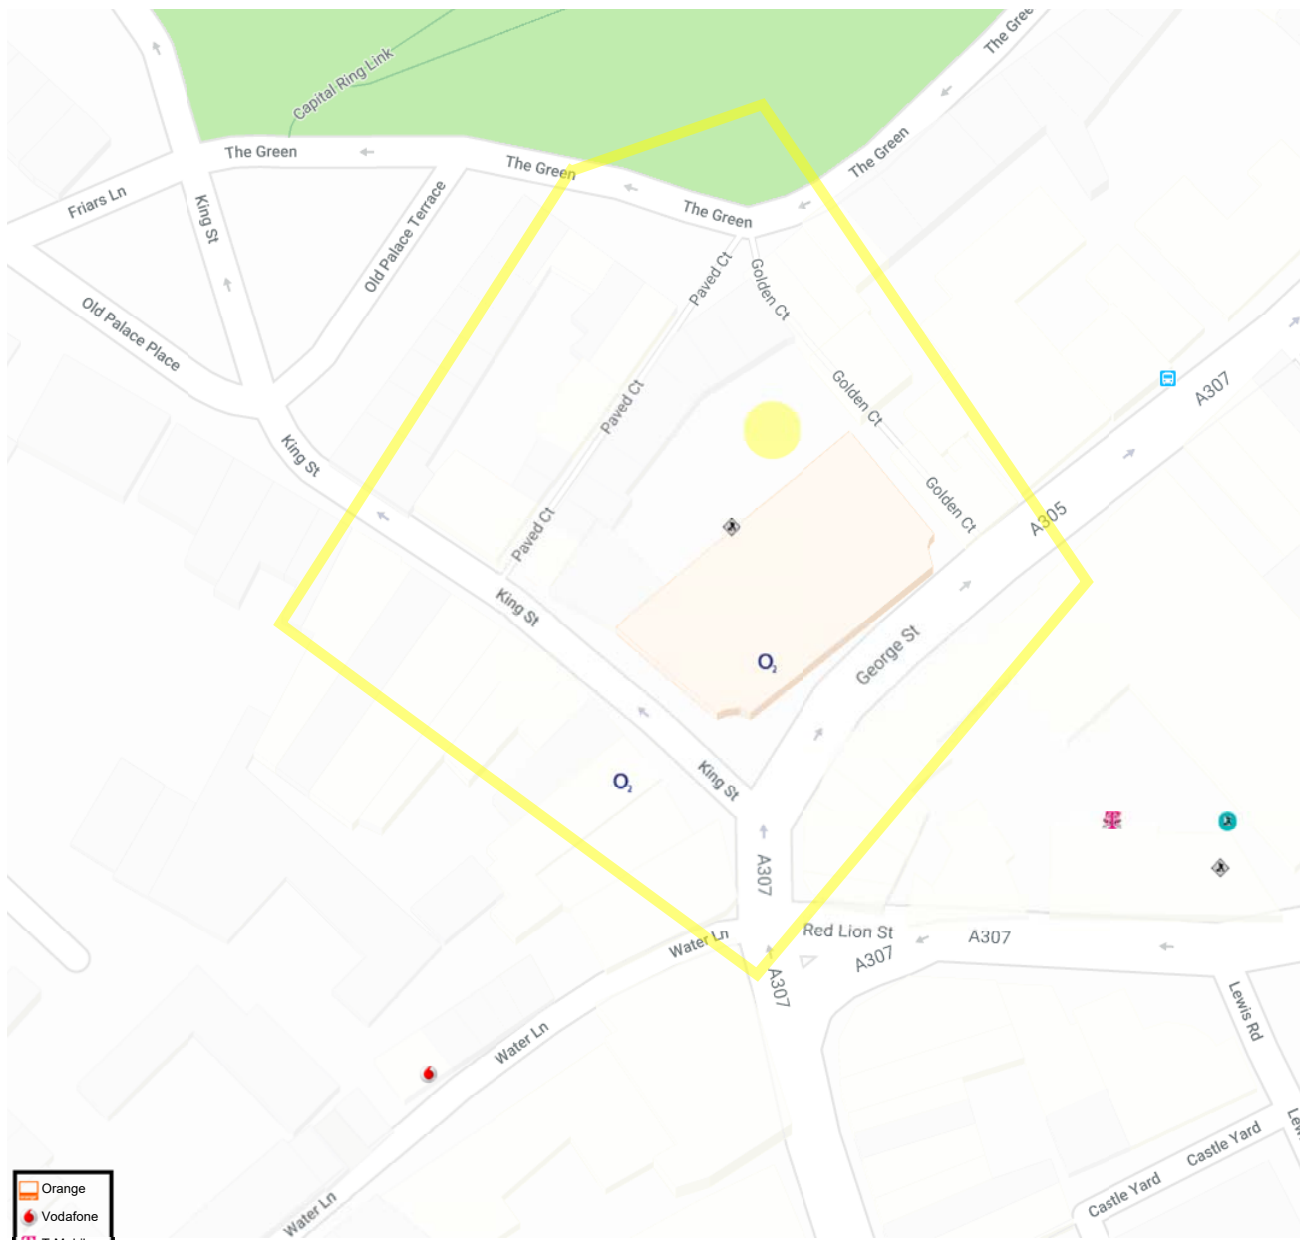 The Gree
Capital Ring Link
The Green
The Green
The Green
Friars Ln
King St
Old Palace Terrace
The Green
Paved Ct
Golden Ct
Old Palace Place
Paved Ct
Golden Ct
A307
King St
Golden Ct
A305
Paved Ct
King St
George St
O2
O2
King St
A307
Red Lion St
A307
A307
Water Ln
A307
Lewis Rd
Water Ln
Castle Yard
Castle Yard
Water Ln
Orange
Vodafone